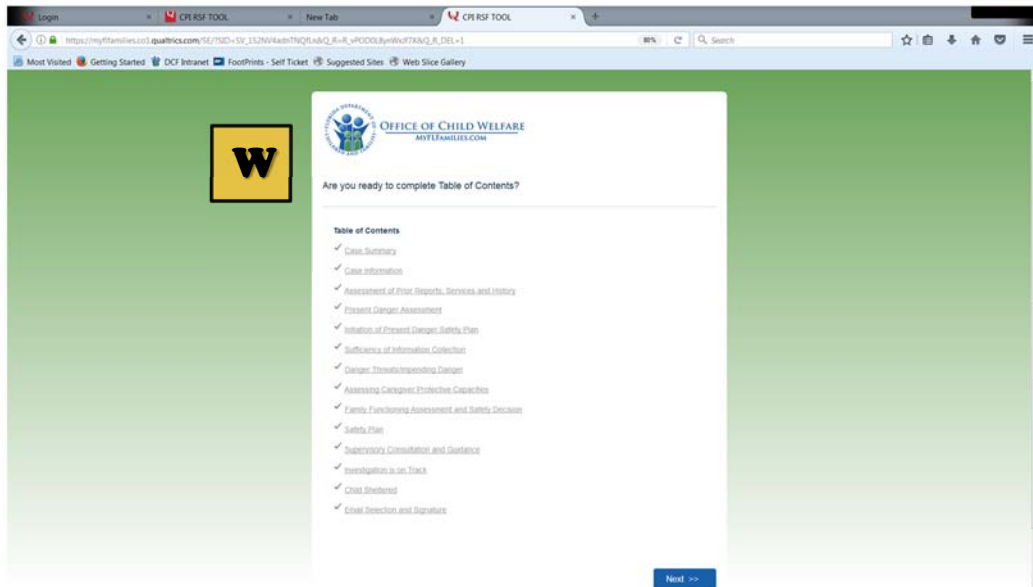 Login
CPI RSF TOOL
New Tab
CPI RSF TOOL
80%
Search
Most Visited Getting Started DCF Intranet FootPrints - Self Ticket Suggested Sites Web Slice Gallery
OFFICE OF CHILD WELFARE
MYFLFAMILIES.COM
W
Are you ready to complete Table of Contents?
Table of Contents
Case Summary
Case Information
Assessment of Prior Reports, Services and History
Present Danger Assessment
Initiation of Present Danger Safety Plan
Sufficiency of Information Collection
Danger Threats/Impending Danger
Assessing Caregiver Protective Capacities
Family Functioning Assessment and Safety Decision
Safety Plan
Supervisory Consultation and Guidance
Investigation is on Track
Child Sheltered
Email Selection and Signature
Next >>